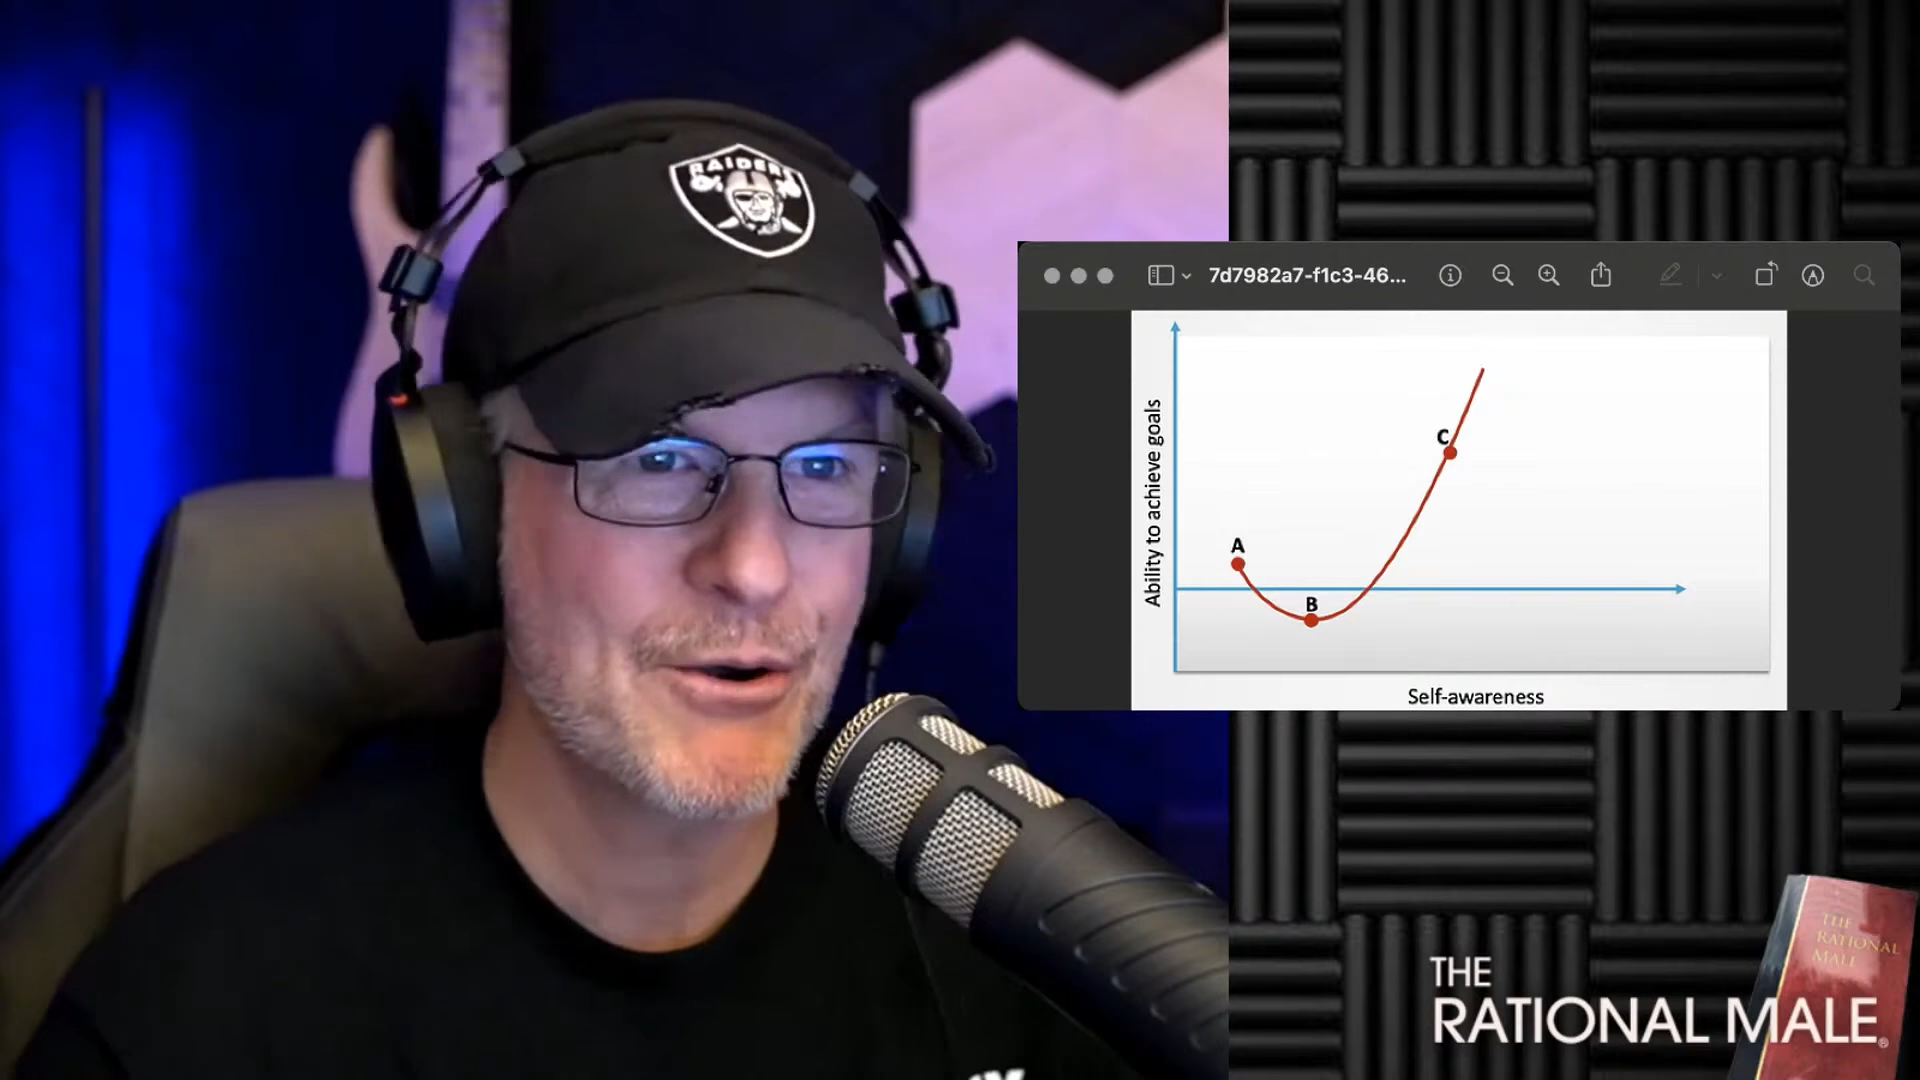 RAIDERS
7d7982a7-f1c3-46...
Ability to achieve goals
A
B
C
Self-awareness
THE
RATIONAL
MALE
THE
RATIONAL MALE®